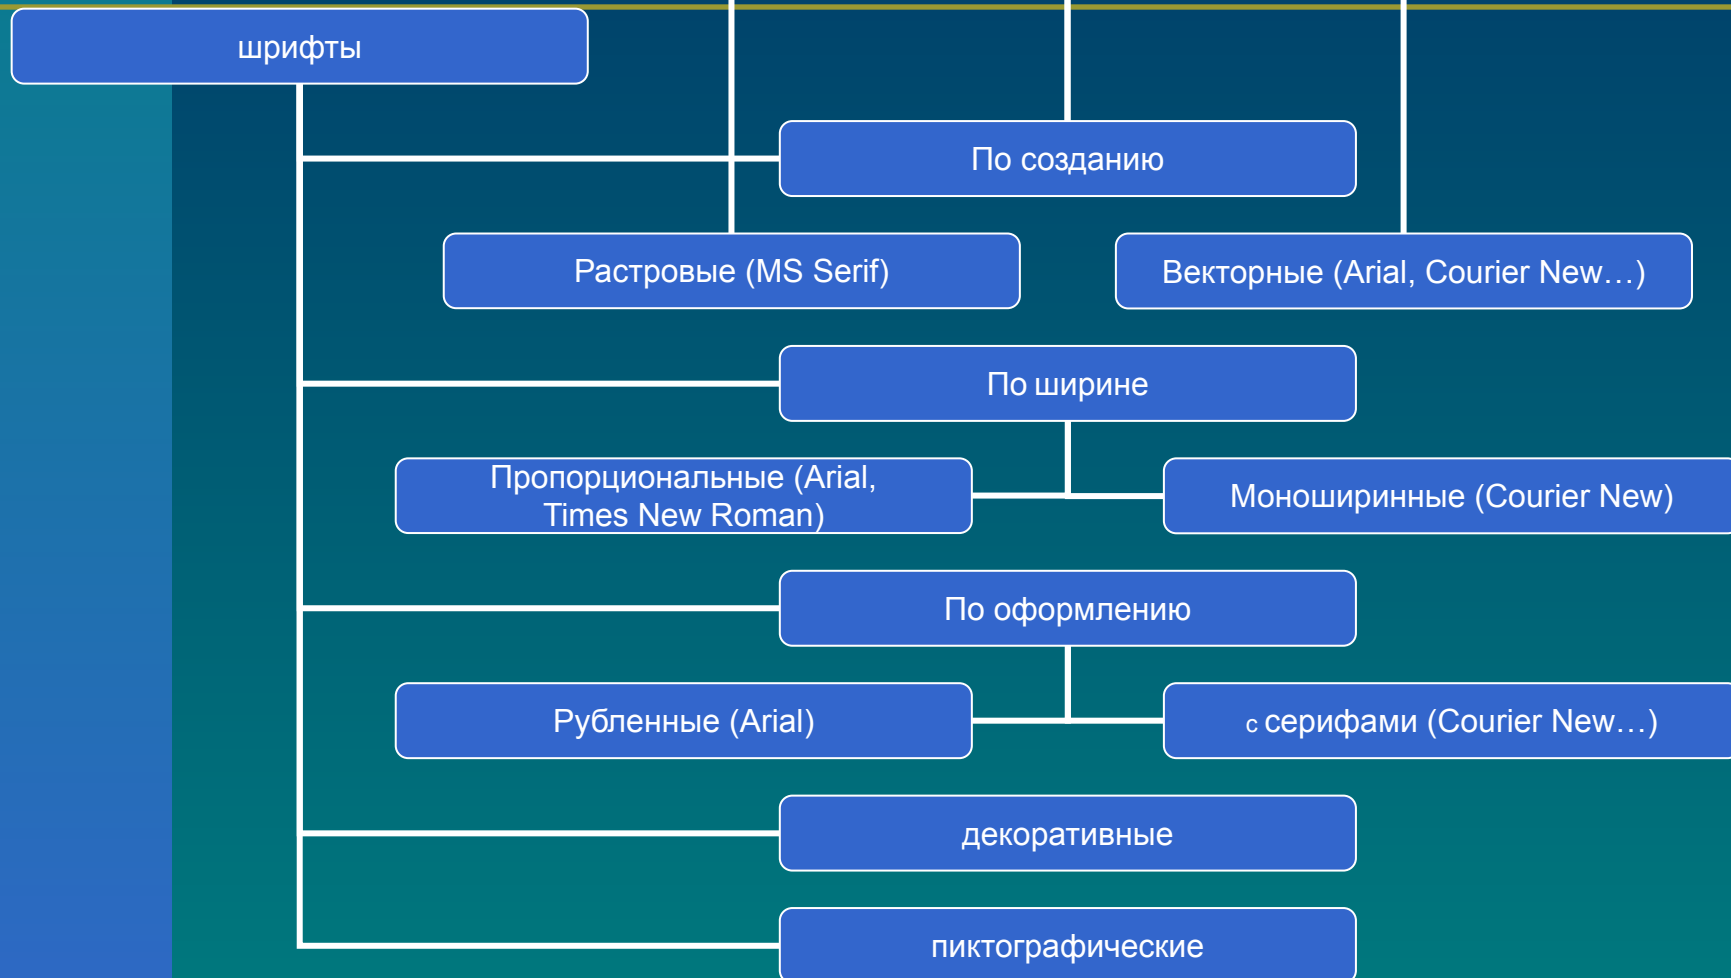 шрифты
По созданию
Растровые (MS Serif)
Векторные (Arial, Courier New…)
По ширине
Пропорциональные (Arial,
Times New Roman)
Моноширинные (Courier New)
По оформлению
Рубленные (Arial)
с серифами (Courier New…)
декоративные
пиктографические